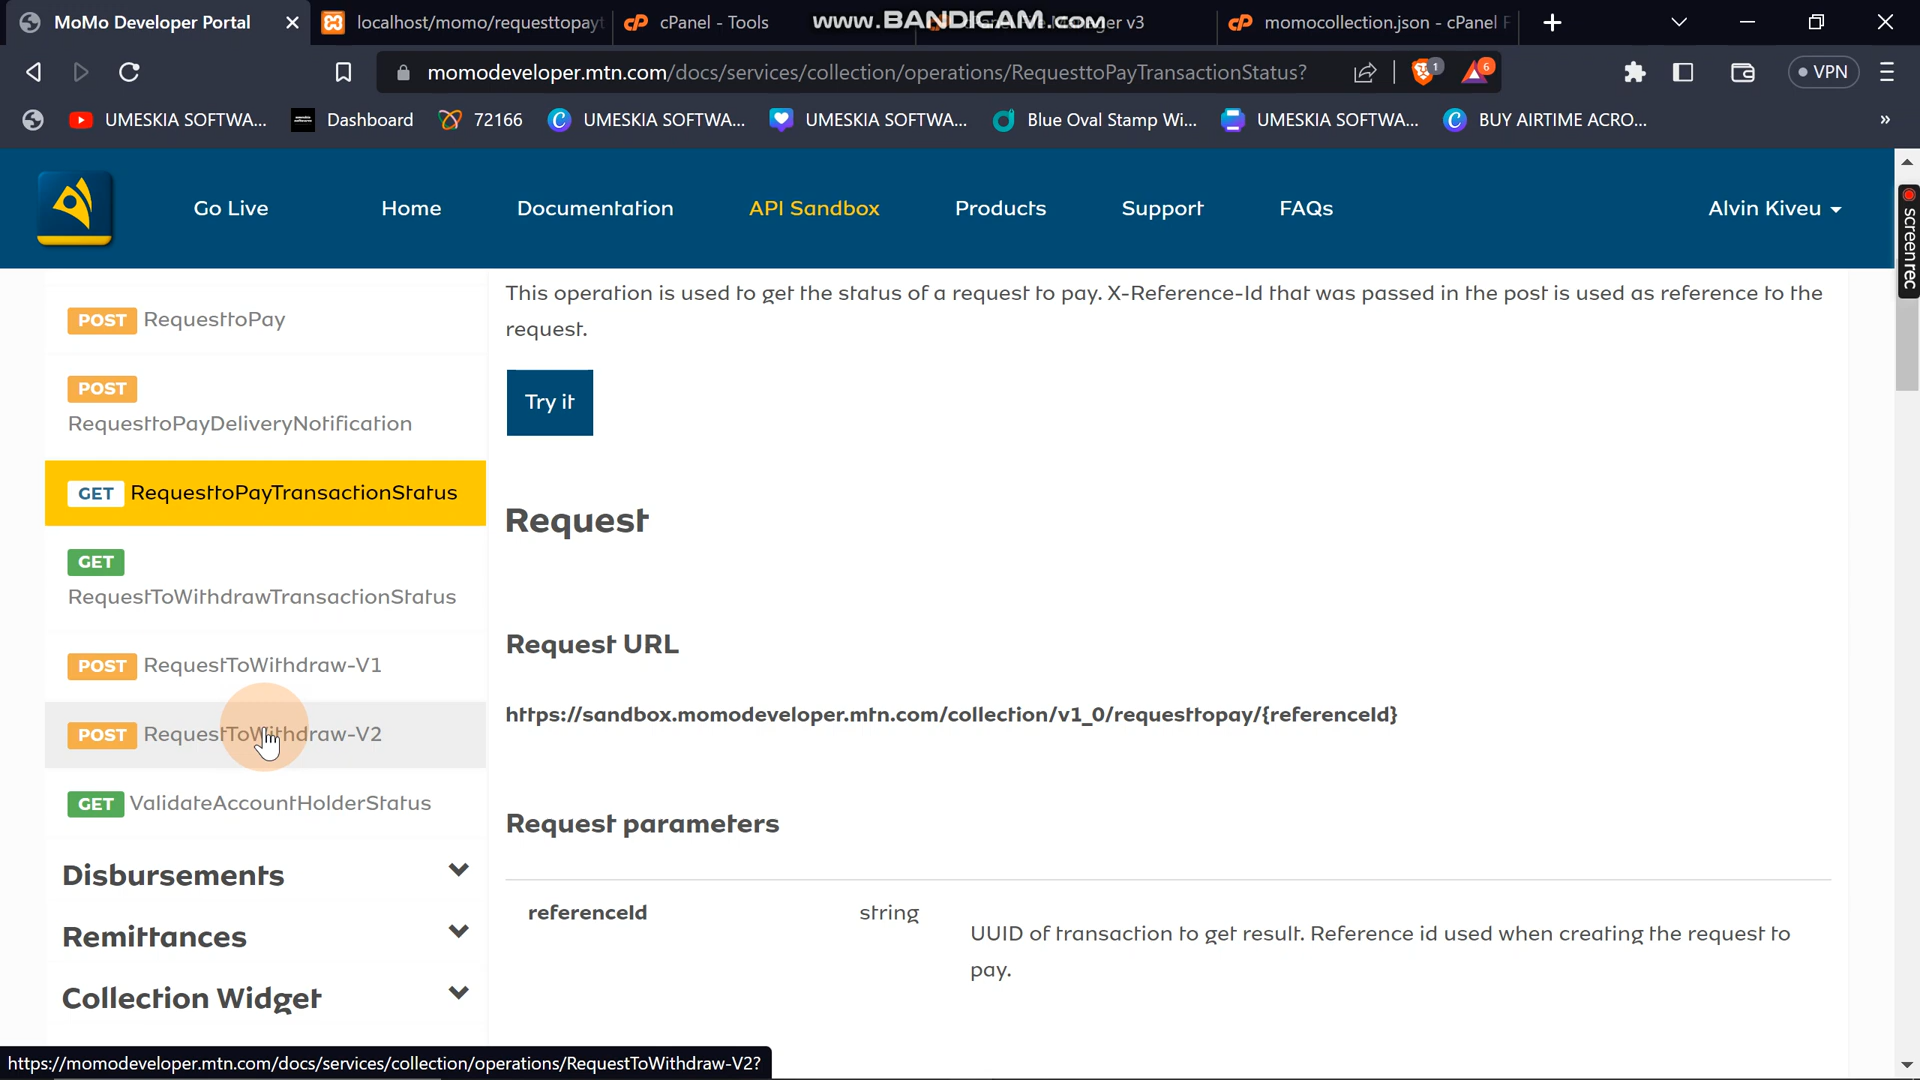 MoMo Developer Portal
localhost/momo/requesttopayt
cPanel - Tools
www.BANDICAM.com
er v3
momocollection.json - cPanel F
momodeveloper.mtn.com/docs/services/collection/operations/RequesttoPayTransactionStatus?
1
6
VPN
UMESKIA SOFTWA...
Dashboard
72166
UMESKIA SOFTWA...
UMESKIA SOFTWA...
Blue Oval Stamp Wi...
UMESKIA SOFTWA...
BUY AIRTIME ACRO...
»
Go Live
Home
Documentation
API Sandbox
Products
Support
FAQs
Alvin Kiveu
screenrec
POST RequesttoPay
POST
RequesttoPayDeliveryNotification
GET RequesttoPayTransactionStatus
GET
RequestToWithdrawTransactionStatus
POST RequestToWithdraw-V1
POST RequestToWithdraw-V2
GET ValidateAccountHolderStatus
Disbursements
Remittances
Collection Widget
This operation is used to get the status of a request to pay. X-Reference-Id that was passed in the post is used as reference to the
request.
Try it
Request
Request URL
https://sandbox.momodeveloper.mtn.com/collection/v1_0/requesttopay/{referenceId}
Request parameters
referenceId
string
UUID of transaction to get result. Reference id used when creating the request to
pay.
https://momodeveloper.mtn.com/docs/services/collection/operations/RequestToWithdraw-V2?